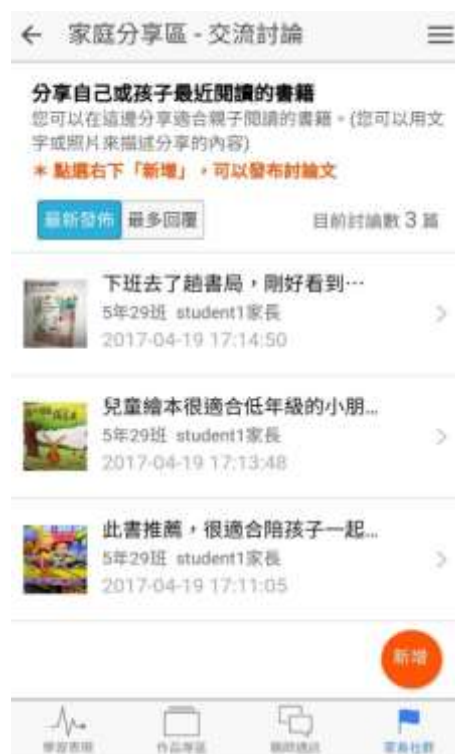 家庭分享區 - 交流討論
分享自己或孩子最近閱讀的書籍
您可以在這邊分享適合親子閱讀的書籍。(您可以用文
字或照片來描述分享的內容)
＊ 點選右下「新增」，可以發布討論文
最新發佈 最多回覆 目前討論數 3 篇
下班去了趟書局，剛好看到⋯
5年29班 student1家長
2017-04-19 17:14:50
兒童繪本很適合低年級的小朋...
5年29班 student1家長
2017-04-19 17:13:48
此書推薦，很適合陪孩子一起...
5年29班 student1家長
2017-04-19 17:11:05
新增
學習表現 作品專區 親師通訊 家長社群